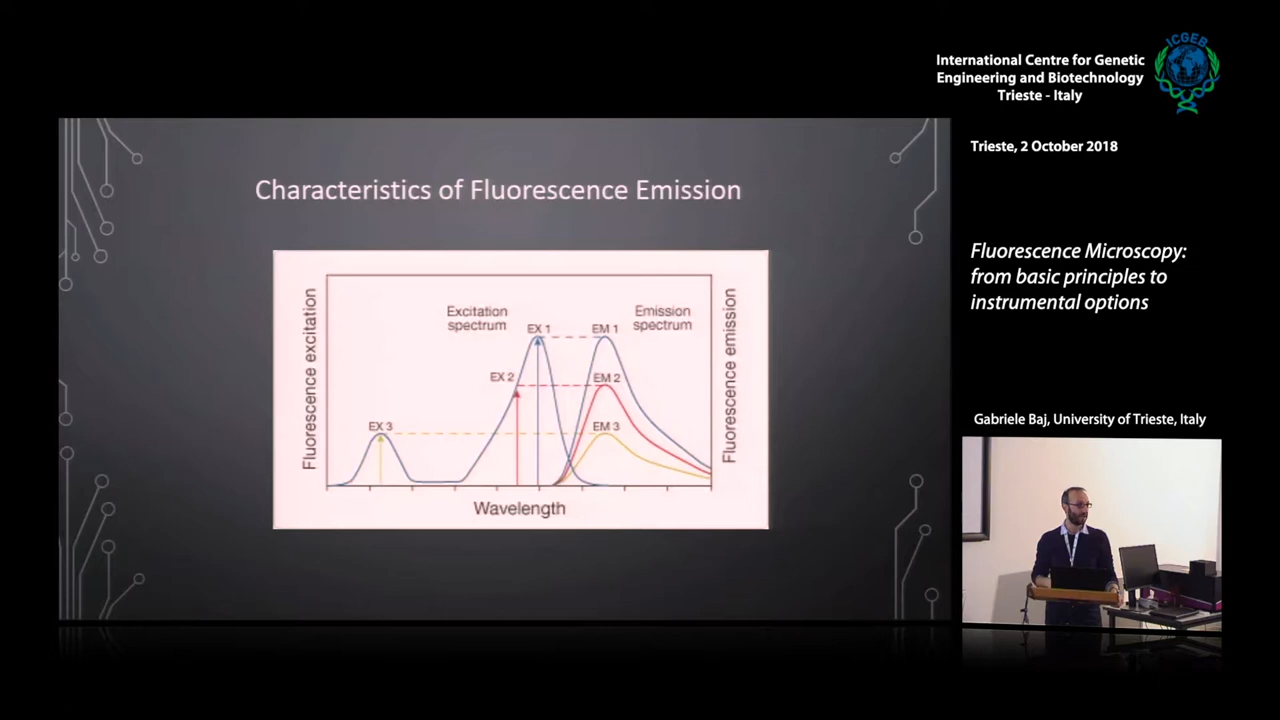 ICGEB
International Centre for Genetic
Engineering and Biotechnology
Trieste - Italy
Trieste, 2 October 2018
Characteristics of Fluorescence Emission
Fluorescence excitation
Excitation
spectrum
Emission
spectrum
EX 1
EM 1
EX 2
EM 2
EX 3
EM 3
Fluorescence emission
Wavelength
Fluorescence Microscopy:
from basic principles to
instrumental options
Gabriele Baj, University of Trieste, Italy